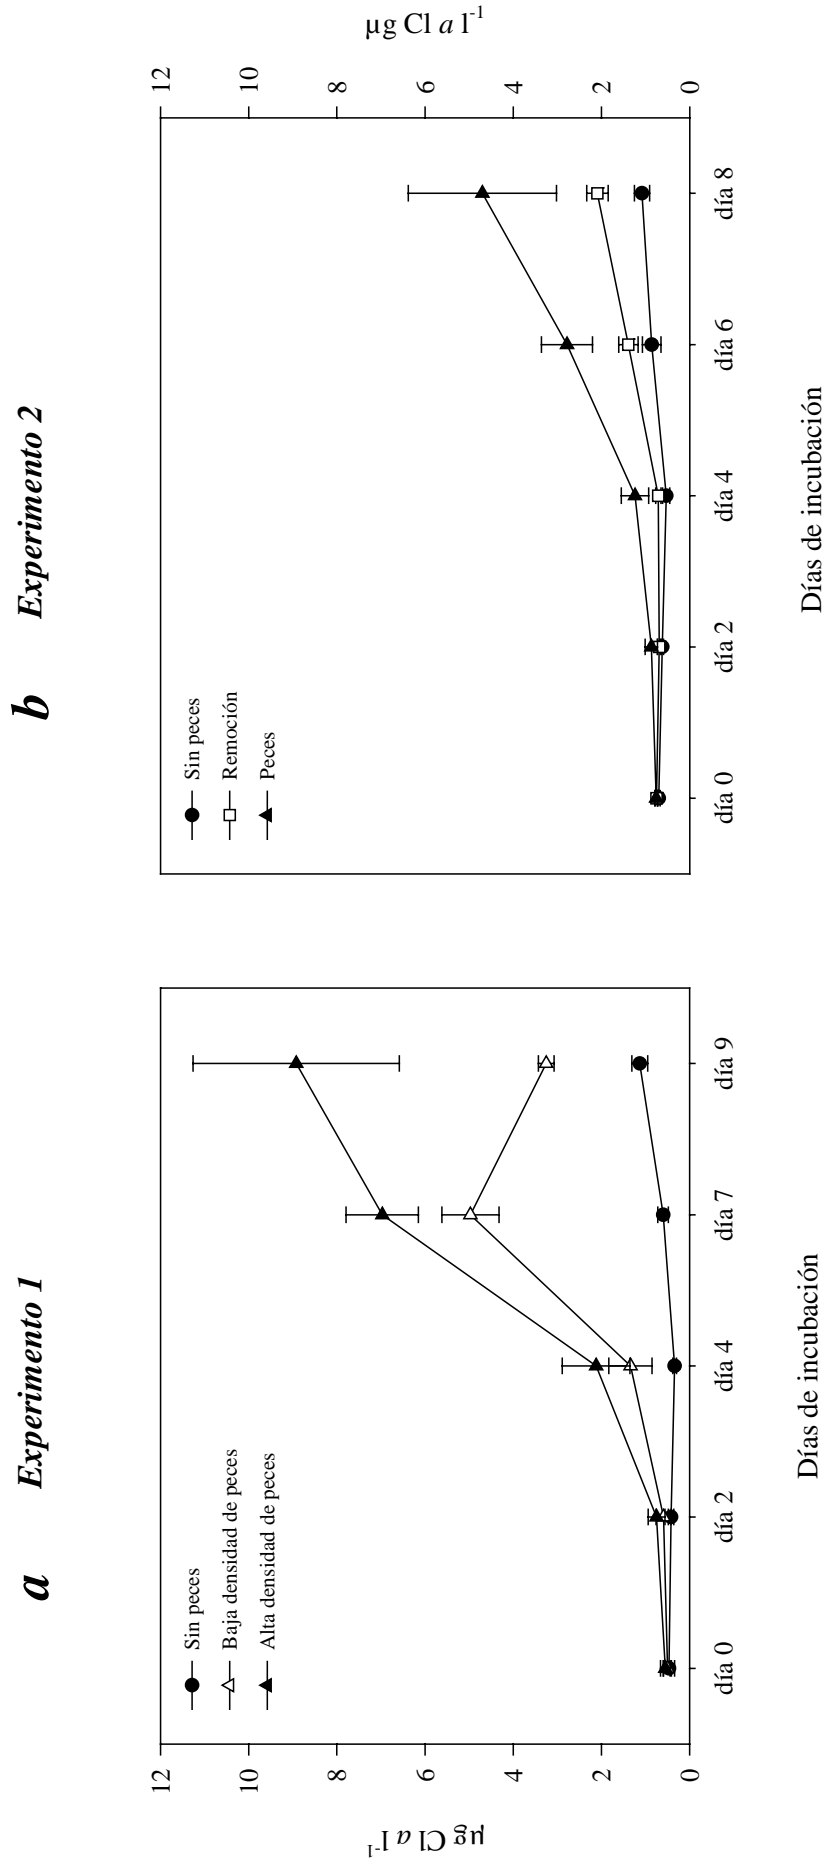 a Experimento 1
µg Cl a l-1
12
10
8
6
4
2
0
Sin peces
Baja densidad de peces
Alta densidad de peces
día 0
día 2
día 4
día 7
día 9
Días de incubación
b Experimento 2
Sin peces
Remoción
Peces
12
10
8
6
4
2
0
µg Cl a l-1
día 0
día 2
día 4
día 6
día 8
Días de incubación